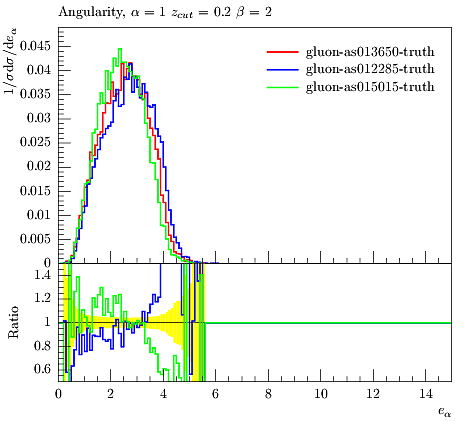 Angularity, α = 1 z_cut = 0.2 β = 2
1/σ dσ/de_α
0.045
0.04
0.035
0.03
0.025
0.02
0.015
0.01
0.005
0
gluon-as013650-truth
gluon-as012285-truth
gluon-as015015-truth
Ratio
1.4
1.2
1
0.8
0.6
0 2 4 6 8 10 12 14
e_α